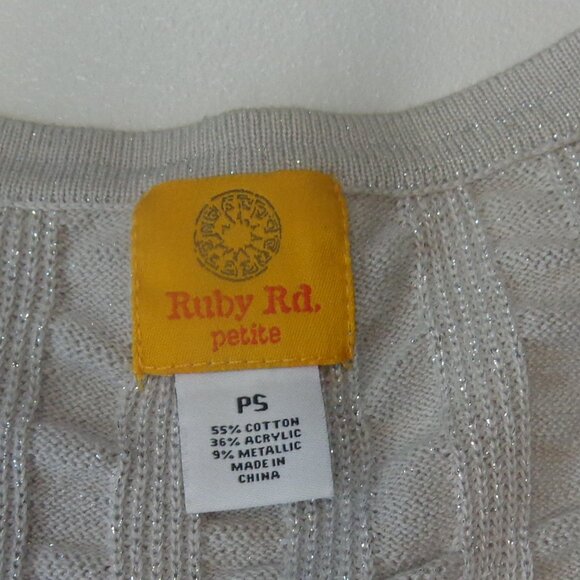 Ruby Rd.
petite
PS
55% COTTON
36% ACRYLIC
9% METALLIC
MADE IN
CHINA